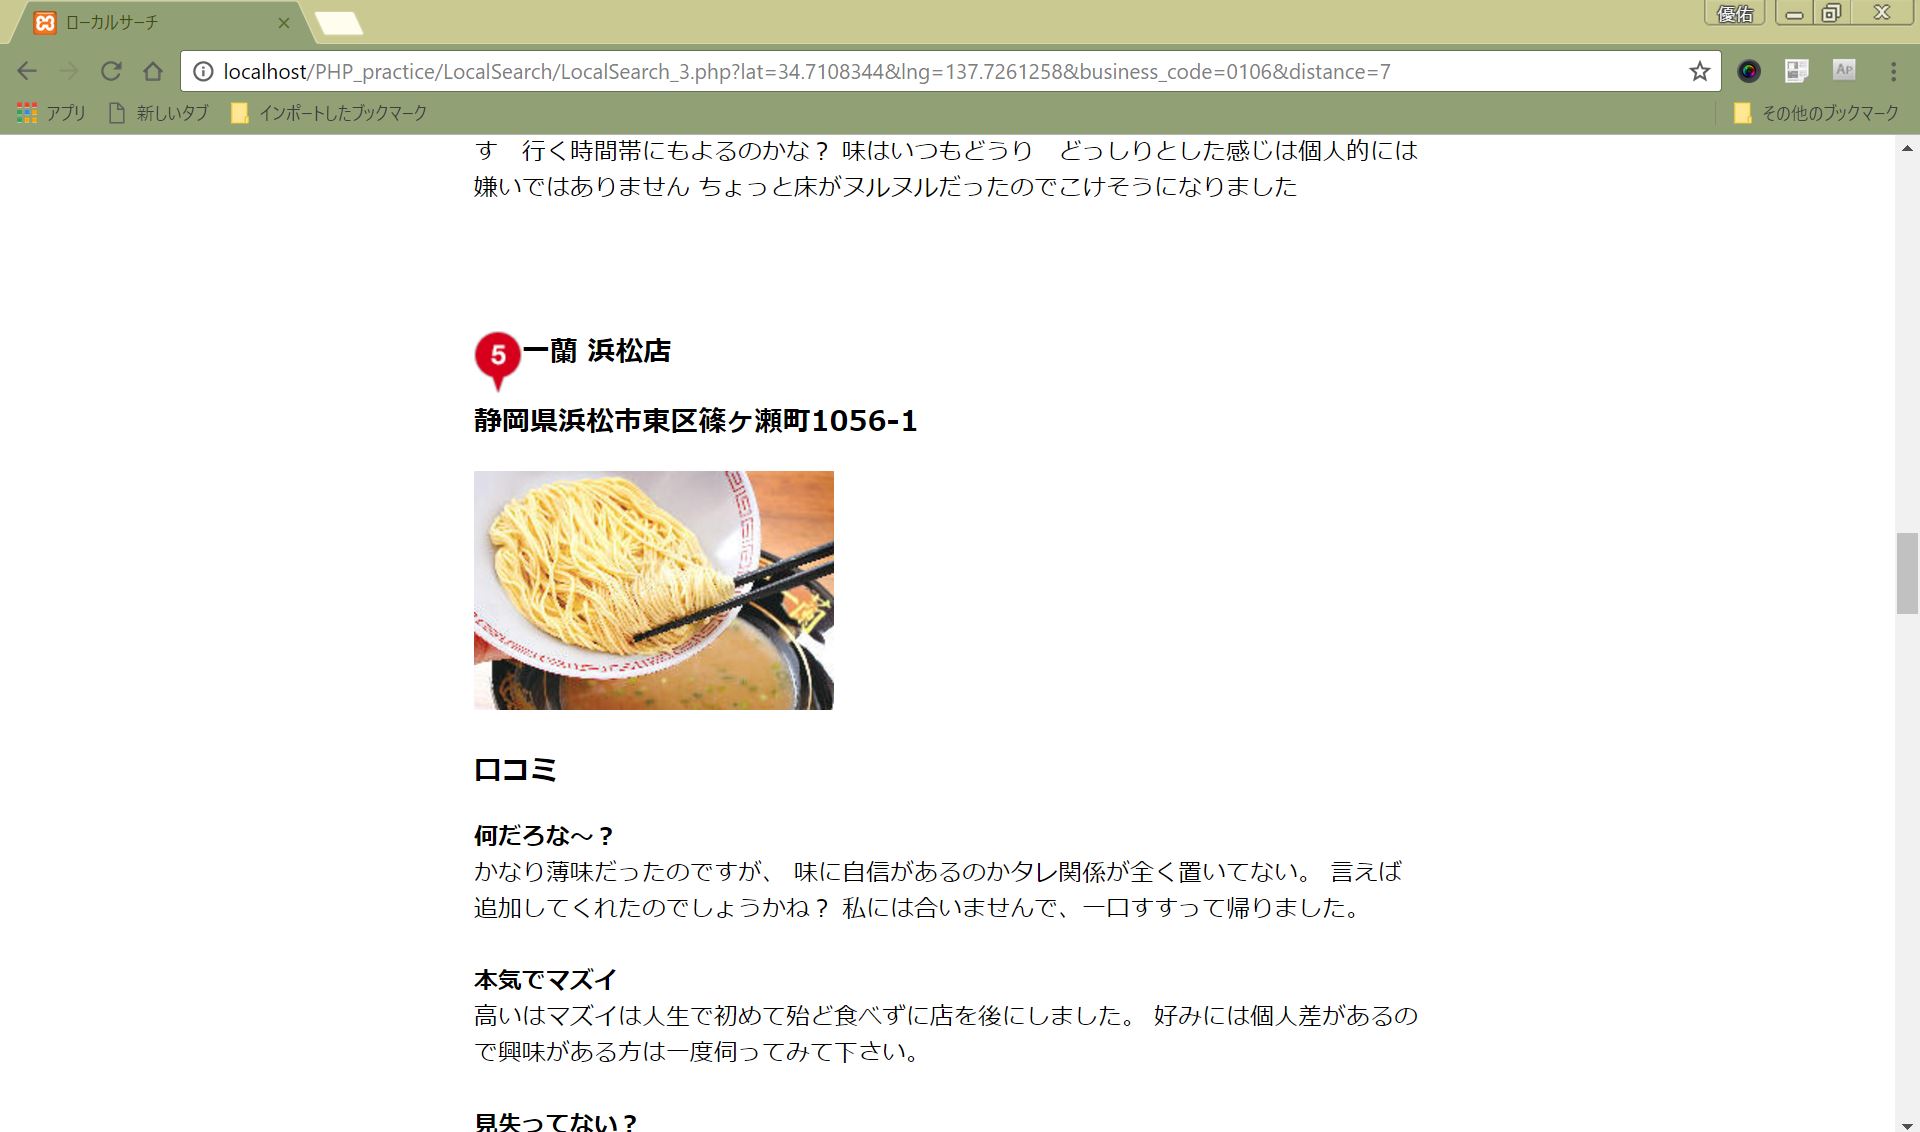 ローカルサーチ
優佑
localhost/PHP_practice/LocalSearch/LocalSearch_3.php?lat=34.7108344&lng=137.7261258&business_code=0106&distance=7
AP
アプリ
新しいタブ
インポートしたブックマーク
その他のブックマーク
す　行く時間帯にもよるのかな？ 味はいつもどうり　どっしりとした感じは個人的には
嫌いではありません ちょっと床がヌルヌルだったのでこけそうになりました
5
一蘭 浜松店
静岡県浜松市東区篠ヶ瀬町1056-1
口コミ
何だろな～？
かなり薄味だったのですが、 味に自信があるのかタレ関係が全く置いてない。 言えば
追加してくれたのでしょうかね？ 私には合いませんで、一口すすって帰りました。
本気でマズイ
高いはマズイは人生で初めて殆ど食べずに店を後にしました。 好みには個人差があるの
で興味がある方は一度伺ってみて下さい。
見失ってない？